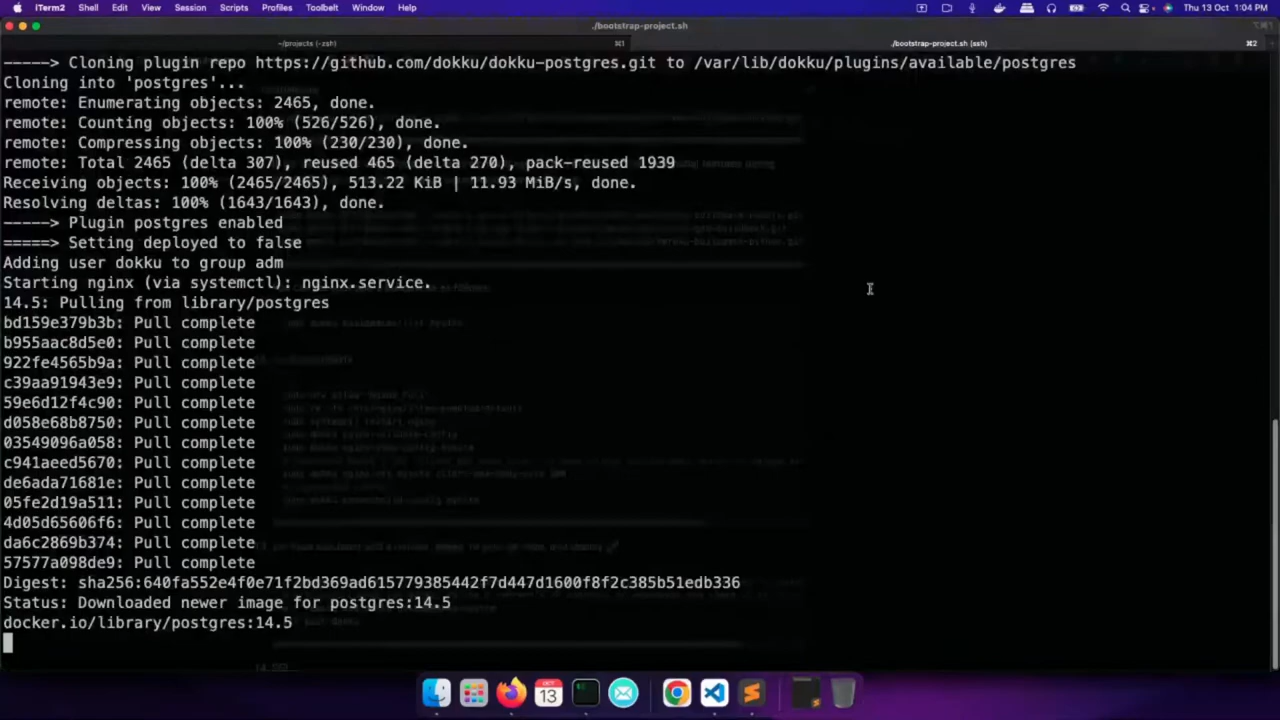 iTerm2 Shell Edit View Session Scripts Profiles Toolbelt Window Help Thu 13 Oct 1:04 PM
./bootstrap-project.sh
~/projects (-zsh) ⌘1 ./bootstrap-project.sh (ssh) ⌘2
-----> Cloning plugin repo https://github.com/dokku/dokku-postgres.git to /var/lib/dokku/plugins/available/postgres
Cloning into 'postgres'...
remote: Enumerating objects: 2465, done.
remote: Counting objects: 100% (526/526), done.
remote: Compressing objects: 100% (230/230), done.
remote: Total 2465 (delta 307), reused 465 (delta 270), pack-reused 1939
Receiving objects: 100% (2465/2465), 513.22 KiB | 11.93 MiB/s, done.
Resolving deltas: 100% (1643/1643), done.
-----> Plugin postgres enabled
=====> Setting deployed to false
Adding user dokku to group adm
Starting nginx (via systemctl): nginx.service.
14.5: Pulling from library/postgres
bd159e379b3b: Pull complete
b955aac8d5e0: Pull complete
922fe4565b9a: Pull complete
c39aa91943e9: Pull complete
59e6d12f4c90: Pull complete
d058e68b8750: Pull complete
03549096a058: Pull complete
c941aeed5670: Pull complete
de6ada71681e: Pull complete
05fe2d19a511: Pull complete
4d05d65606f6: Pull complete
da6c2869b374: Pull complete
57577a098de9: Pull complete
Digest: sha256:640fa552e4f0e71f2bd369ad615779385442f7d447d1600f8f2c385b51edb336
Status: Downloaded newer image for postgres:14.5
docker.io/library/postgres:14.5
OCT
13